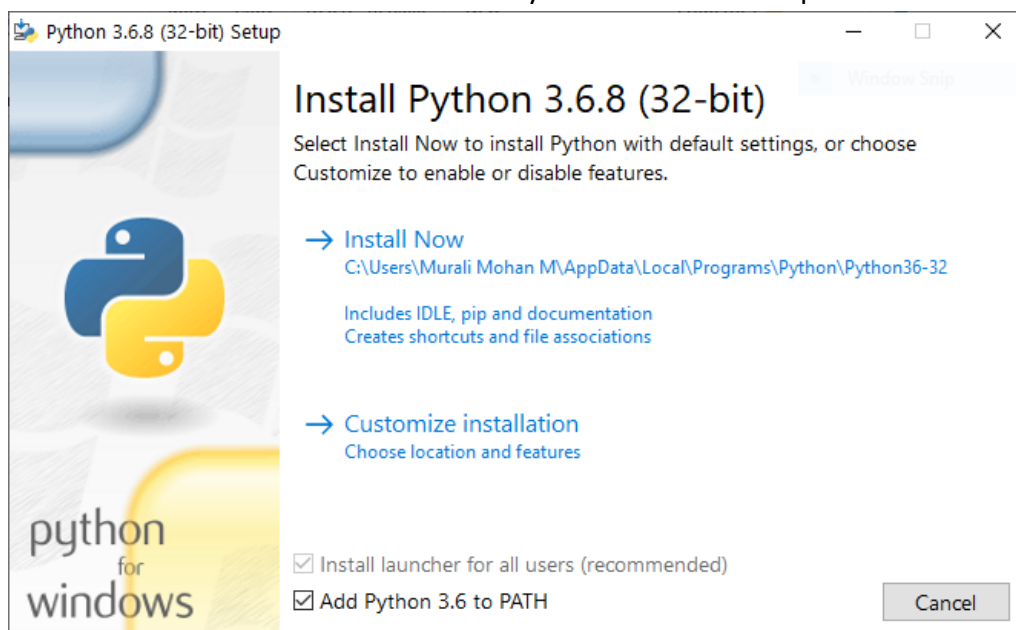 Python 3.6.8 (32-bit) Setup
Window Snip
Install Python 3.6.8 (32-bit)
Select Install Now to install Python with default settings, or choose
Customize to enable or disable features.
Install Now
C:\Users\Murali Mohan M\AppData\Local\Programs\Python\Python36-32
Includes IDLE, pip and documentation
Creates shortcuts and file associations
Customize installation
Choose location and features
python
for
windows
Install launcher for all users (recommended)
Add Python 3.6 to PATH
Cancel